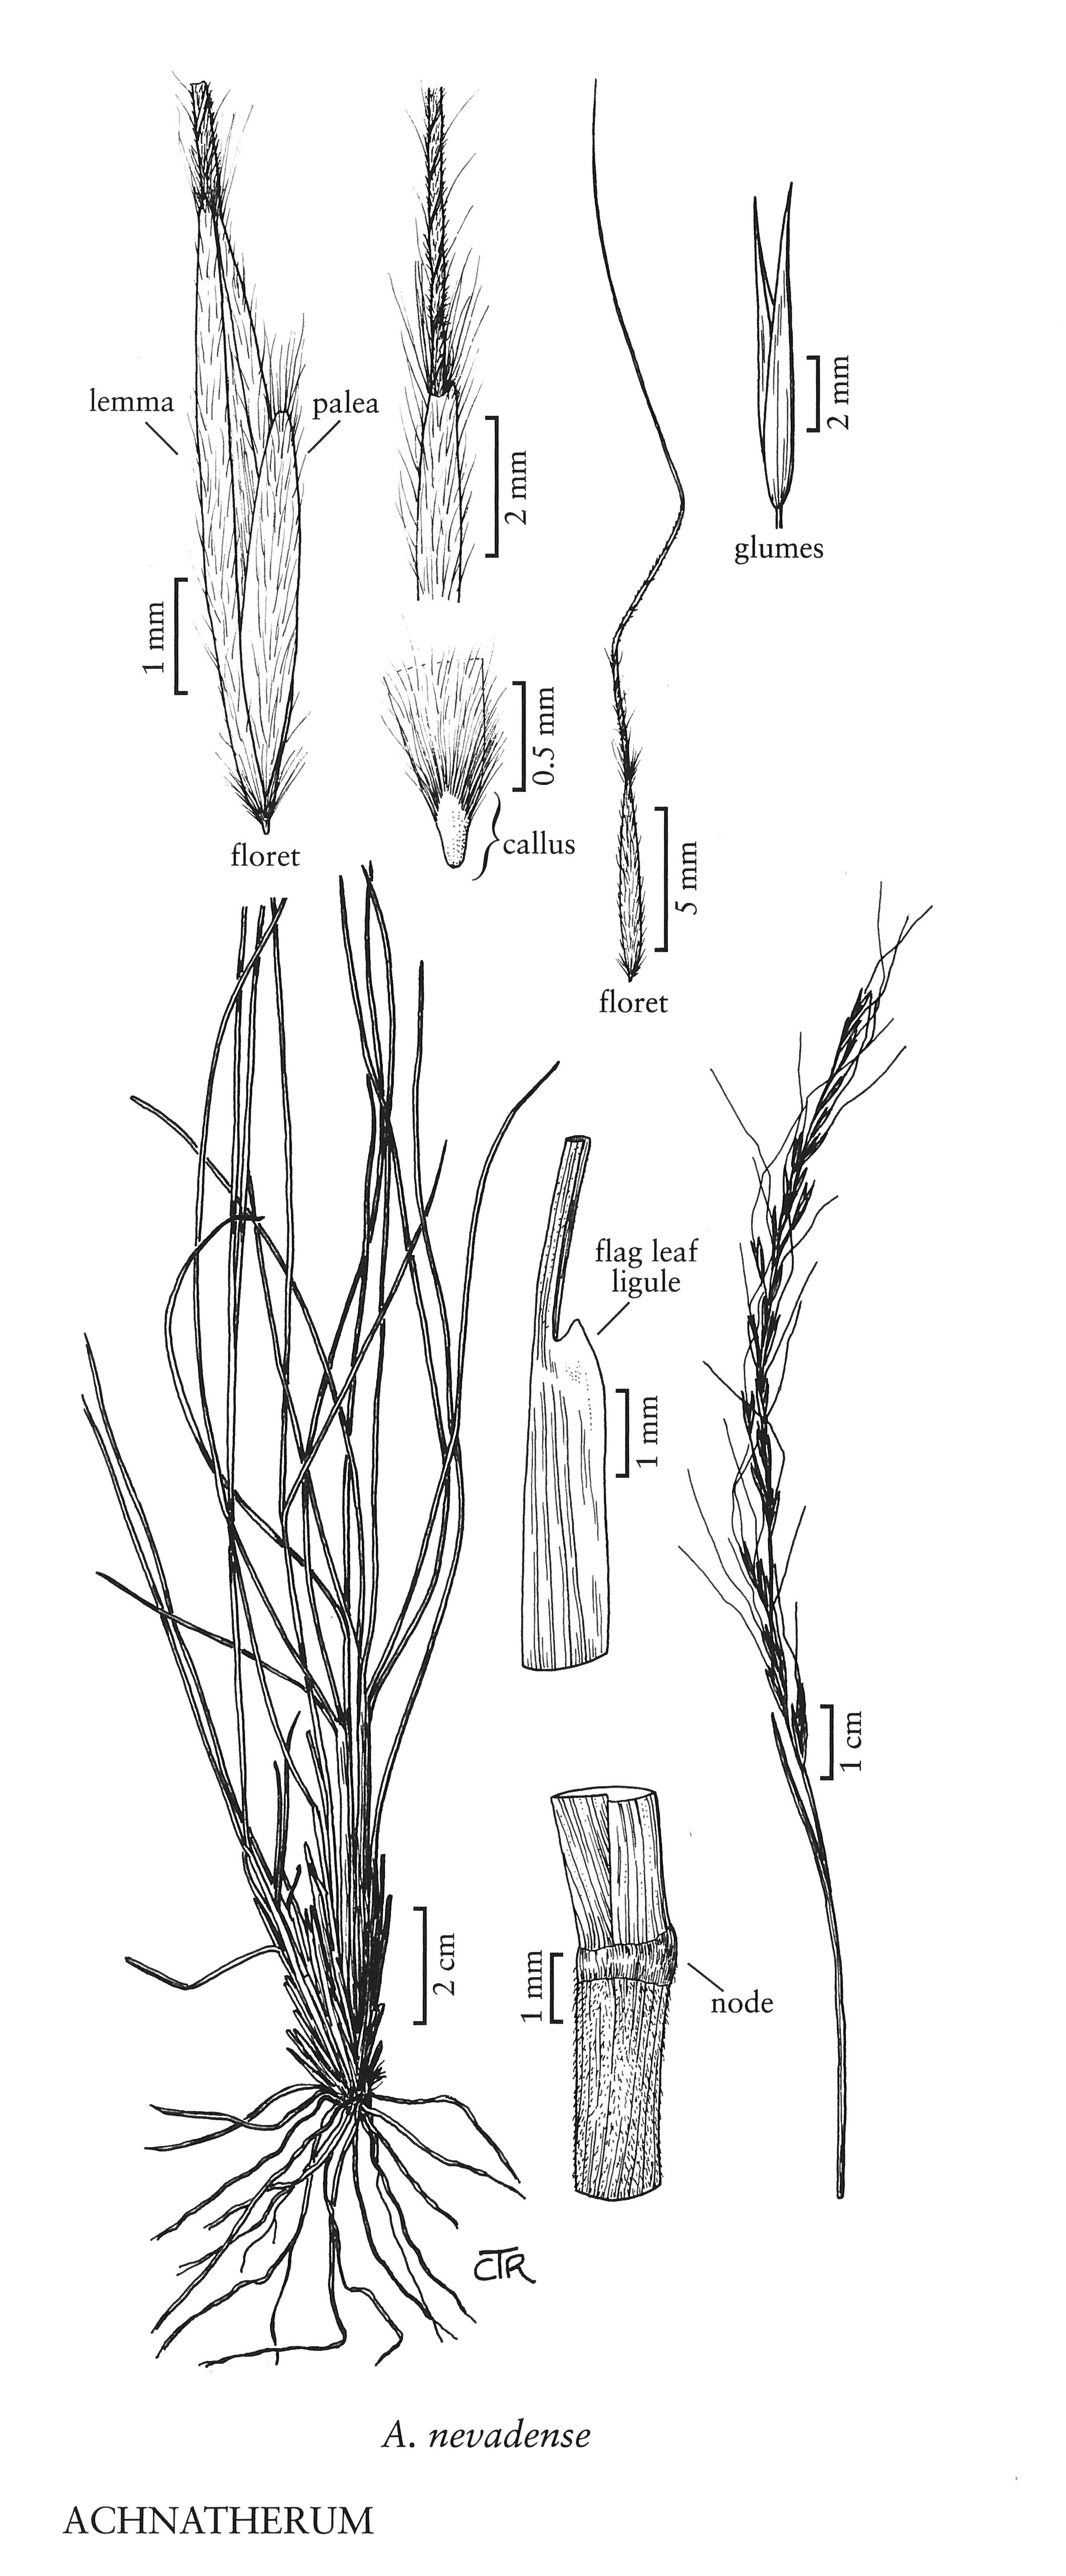 lemma
palea
1 mm
floret
2 mm
0.5 mm
callus
5 mm
floret
2 mm
glumes
flag leaf
ligule
1 mm
1 cm
2 cm
1 mm
node
CTR
A. nevadense
ACHNATHERUM